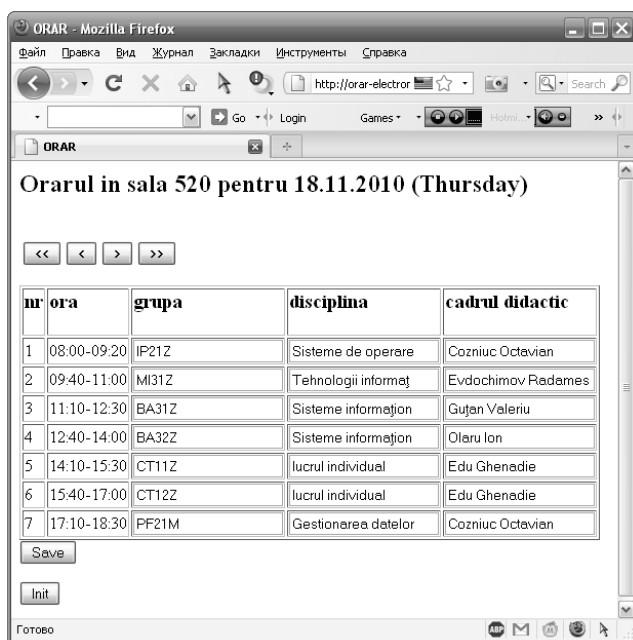 ORAR - Mozilla Firefox
Файл Правка Вид Журнал Закладки Инструменты Справка
http://orar-electror Search
Go Login Games Hotmi...
ORAR
Orarul in sala 520 pentru 18.11.2010 (Thursday)
<< < > >>
nr ora grupa disciplina cadrul didactic
1 08:00-09:20 IP21Z Sisteme de operare Cozniuc Octavian
2 09:40-11:00 MI31Z Tehnologii informaţ Evdochimov Radames
3 11:10-12:30 BA31Z Sisteme informaţion Guţan Valeriu
4 12:40-14:00 BA32Z Sisteme informaţion Olaru Ion
5 14:10-15:30 CT11Z lucrul individual Edu Ghenadie
6 15:40-17:00 CT12Z lucrul individual Edu Ghenadie
7 17:10-18:30 PF21M Gestionarea datelor Cozniuc Octavian
Save
Init
Готово ABP